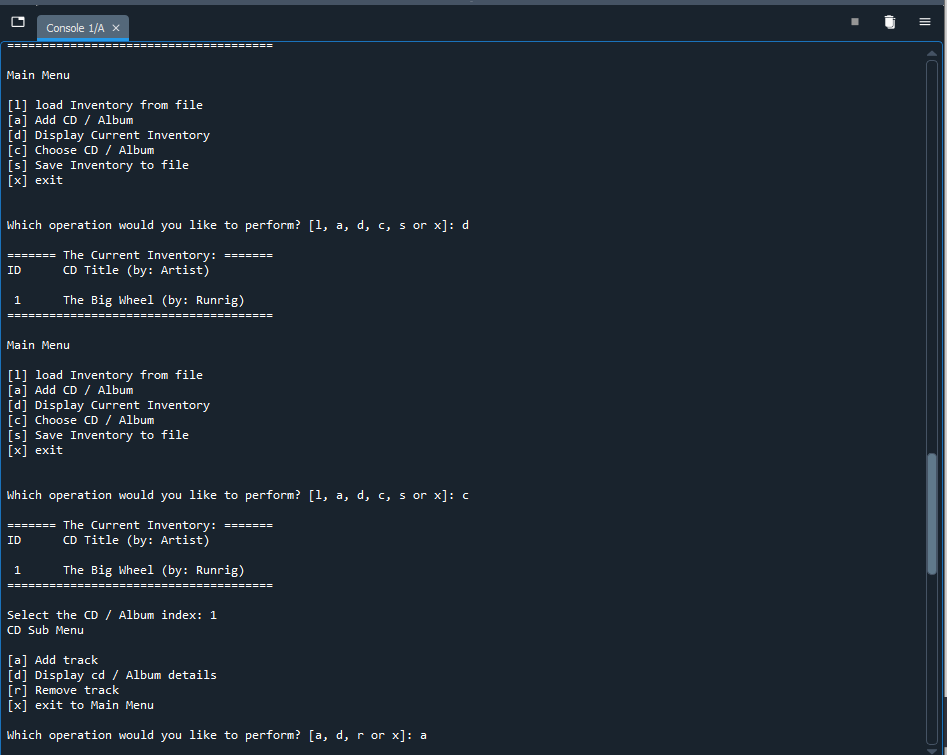 Console 1/A
======================================
Main Menu
[l] load Inventory from file
[a] Add CD / Album
[d] Display Current Inventory
[c] Choose CD / Album
[s] Save Inventory to file
[x] exit
Which operation would you like to perform? [l, a, d, c, s or x]: d
======= The Current Inventory: =======
ID      CD Title (by: Artist)
 1      The Big Wheel (by: Runrig)
======================================
Main Menu
[l] load Inventory from file
[a] Add CD / Album
[d] Display Current Inventory
[c] Choose CD / Album
[s] Save Inventory to file
[x] exit
Which operation would you like to perform? [l, a, d, c, s or x]: c
======= The Current Inventory: =======
ID      CD Title (by: Artist)
 1      The Big Wheel (by: Runrig)
======================================
Select the CD / Album index: 1
CD Sub Menu
[a] Add track
[d] Display cd / Album details
[r] Remove track
[x] exit to Main Menu
Which operation would you like to perform? [a, d, r or x]: a